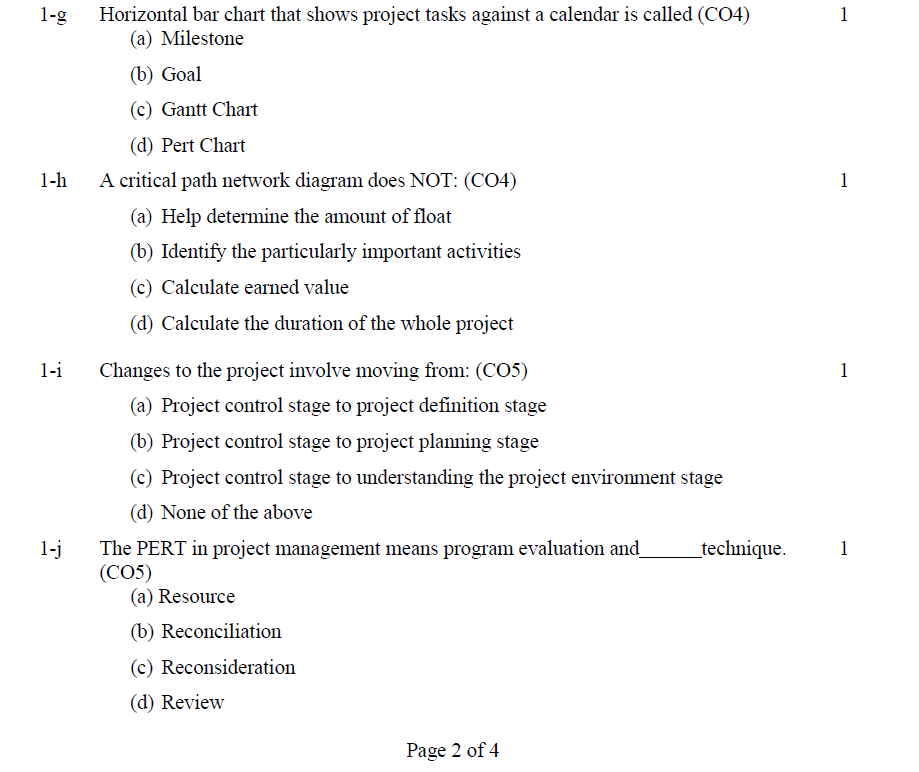 1-g Horizontal bar chart that shows project tasks against a calendar is called (CO4) 1
(a) Milestone
(b) Goal
(c) Gantt Chart
(d) Pert Chart
1-h A critical path network diagram does NOT: (CO4) 1
(a) Help determine the amount of float
(b) Identify the particularly important activities
(c) Calculate earned value
(d) Calculate the duration of the whole project
1-i Changes to the project involve moving from: (CO5) 1
(a) Project control stage to project definition stage
(b) Project control stage to project planning stage
(c) Project control stage to understanding the project environment stage
(d) None of the above
1-j The PERT in project management means program evaluation and______technique. 1
(CO5)
(a) Resource
(b) Reconciliation
(c) Reconsideration
(d) Review
Page 2 of 4